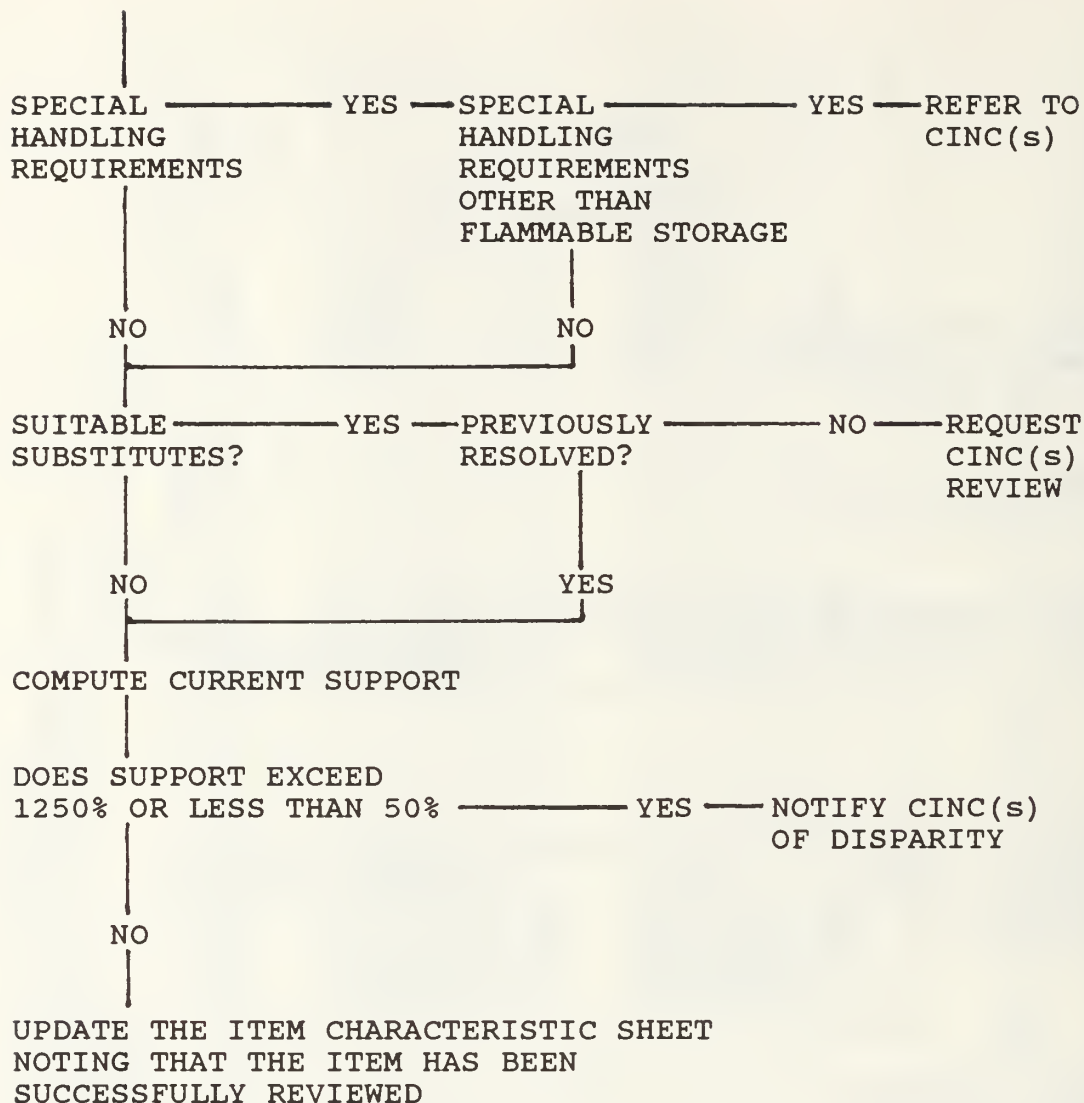 SPECIAL YES SPECIAL YES REFER TO
HANDLING HANDLING CINC(s)
REQUIREMENTS REQUIREMENTS
OTHER THAN
FLAMMABLE STORAGE
NO NO
SUITABLE YES PREVIOUSLY NO REQUEST
SUBSTITUTES? RESOLVED? CINC(s)
REVIEW
NO YES
COMPUTE CURRENT SUPPORT
DOES SUPPORT EXCEED
1250% OR LESS THAN 50% YES NOTIFY CINC(s)
OF DISPARITY
NO
UPDATE THE ITEM CHARACTERISTIC SHEET
NOTING THAT THE ITEM HAS BEEN
SUCCESSFULLY REVIEWED